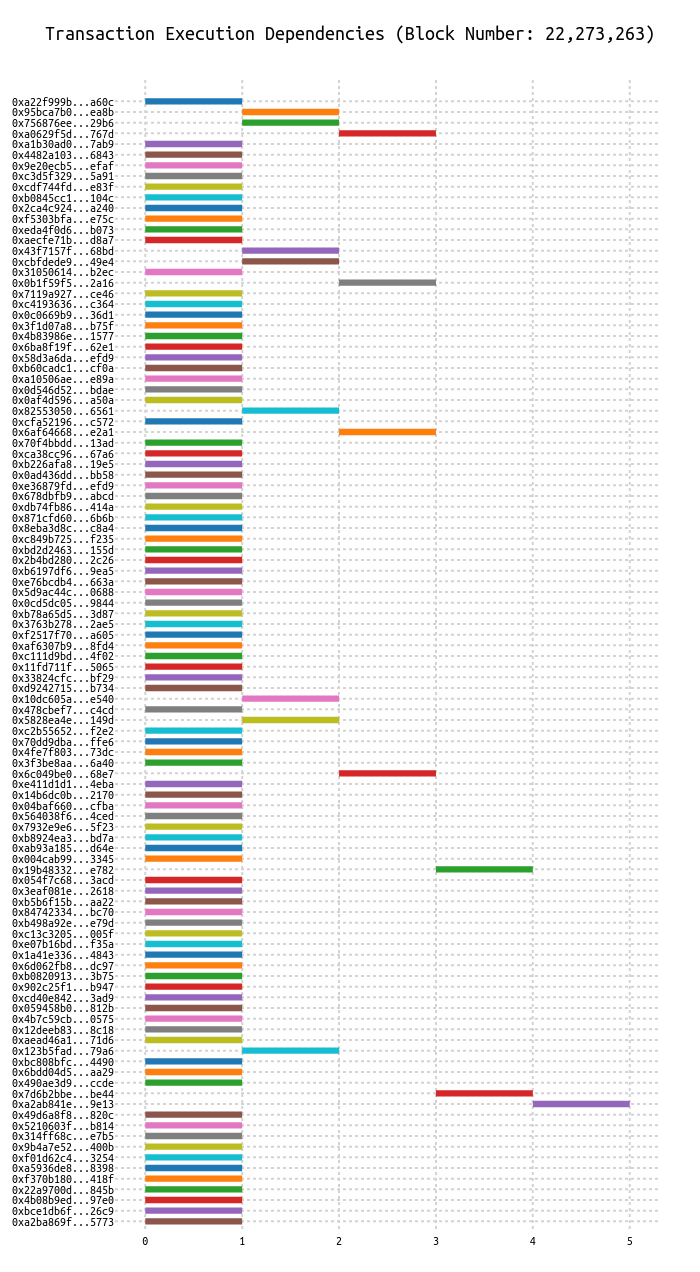 Transaction Execution Dependencies (Block Number: 22,273,263)
0xa22f999b...a60c
0x95bca7b0...ea8b
0x756876ee...29b6
0xa0629f5d...767d
0xa1b30ad0...7ab9
0x4482a103...6843
0x9e20ecb5...efaf
0xc3d5f329...5a91
0xcdf744fd...e83f
0xb0845cc1...104c
0x2ca4c924...a240
0xf5303bfa...e75c
0xeda4f0d6...b073
0xaecfe71b...d8a7
0x43f7157f...68bd
0xcbfdede9...49e4
0x31050614...b2ec
0x0b1f59f5...2a16
0x7119a927...ce46
0xc4193636...c364
0x0c0669b9...36d1
0x3f1d07a8...b75f
0x4b83986e...1577
0x6ba8f19f...62e1
0x58d3a6da...efd9
0xb60cadc1...cf0a
0xa10506ae...e89a
0x0d546d52...bdae
0x0af4d596...a50a
0x82553050...6561
0xcfa52196...c572
0x6af64668...e2a1
0x70f4bbdd...13ad
0xca38cc96...67a6
0xb226afa8...19e5
0x0ad436dd...bb58
0xe36879fd...efd9
0x678dbfb9...abcd
0xdb74fb86...414a
0x871cfd60...6b6b
0x8eba3d8c...c8a4
0xc849b725...f235
0xbd2d2463...155d
0x2b4bd280...2c26
0xb6197df6...9ea5
0xe76bcdb4...663a
0x5d9ac44c...0688
0x0cd5dc05...9844
0xb78a65d5...3d87
0x3763b278...2ae5
0xf2517f70...a605
0xaf6307b9...8fd4
0xc111d9bd...4f02
0x11fd711f...5065
0x33824cfc...bf29
0xd9242715...b734
0x10dc605a...e540
0x478cbef7...c4cd
0x5828ea4e...149d
0xc2b55652...f2e2
0x70dd9dba...ffe6
0x4fe7f803...73dc
0x3f3be8aa...6a40
0x6c049be0...68e7
0xe411d1d1...4eba
0x14b6dc0b...2170
0x04baf660...cfba
0x564038f6...4ced
0x7932e9e6...5f23
0xb8924ea3...bd7a
0xab93a185...d64e
0x004cab99...3345
0x19b48332...e782
0x054f7c68...3acd
0x3eaf081e...2618
0xb5b6f15b...aa22
0x84742334...bc70
0xb498a92e...e79d
0xc13c3205...005f
0xe07b16bd...f35a
0x1a41e336...4843
0x6d062fb8...dc97
0xb0820913...3b75
0x902c25f1...b947
0xcd40e842...3ad9
0x059458b0...812b
0x4b7c59cb...0575
0x12deeb83...8c18
0xaead46a1...71d6
0x123b5fad...79a6
0xbc808bfc...4490
0x6bdd04d5...aa29
0x490ae3d9...ccde
0x7d6b2bbe...be44
0xa2ab841e...9e13
0x49d6a8f8...820c
0x5210603f...b814
0x314ff68c...e7b5
0x9b4a7e52...400b
0xf01d62c4...3254
0xa5936de8...8398
0xf370b180...418f
0x22a9700d...845b
0x4b08b9ed...97e0
0xbce1db6f...26c9
0xa2ba869f...5773
0 1 2 3 4 5